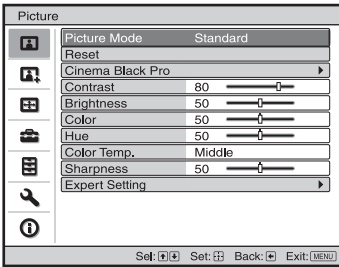 Picture
Picture Mode Standard
Reset
Cinema Black Pro
Contrast 80
Brightness 50
Color 50
Hue 50
Color Temp. Middle
Sharpness 50
Expert Setting
Sel: Set: Back: Exit: MENU